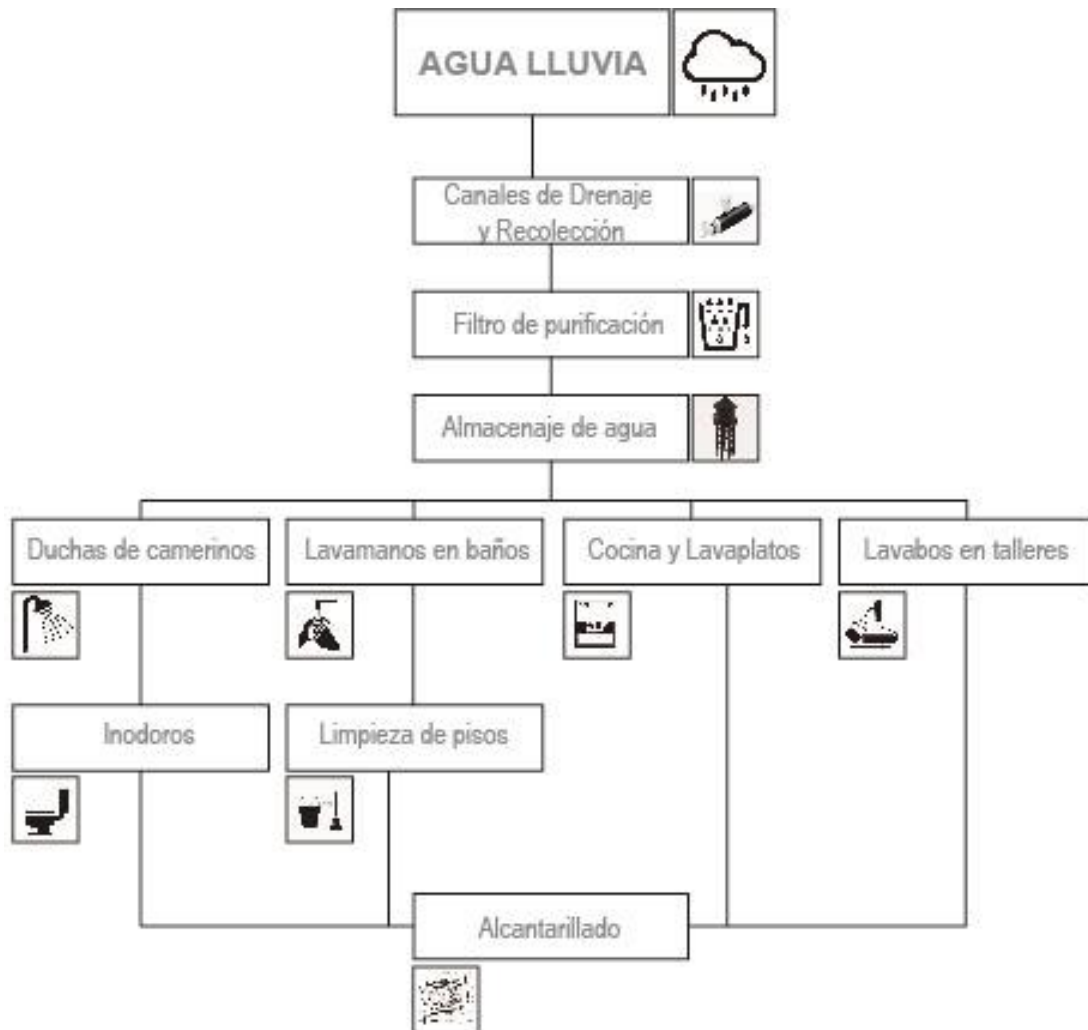 AGUA LLUVIA
Canales de Drenaje
y Recolección
Filtro de purificación
Almacenaje de agua
Duchas de camerinos
Lavamanos en baños
Cocina y Lavaplatos
Lavabos en talleres
Inodoros
Limpieza de pisos
Alcantarillado